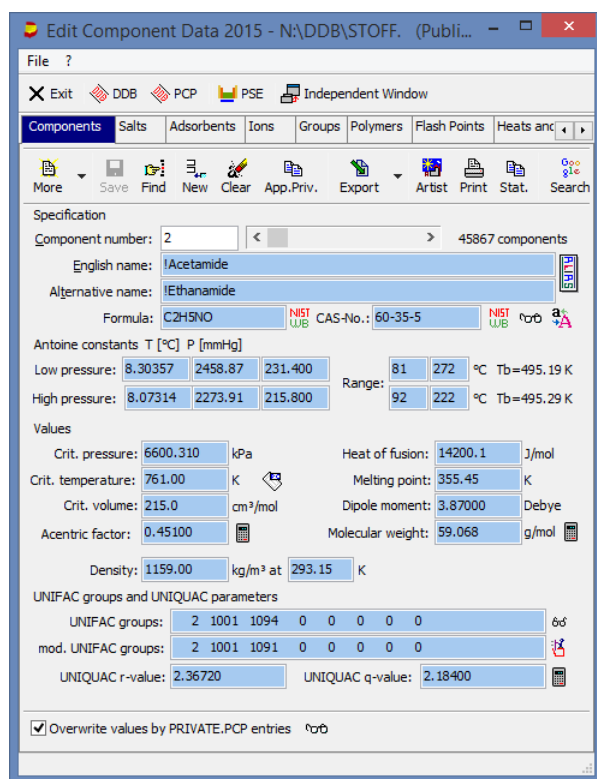 Edit Component Data 2015 - N:\DDB\STOFF. (Publi...
File ?
Exit DDB PCP PSE Independent Window
Components Salts Adsorbents Ions Groups Polymers Flash Points Heats and
More Save Find New Clear App.Priv. Export Artist Print Stat. Search
Specification
Component number: 2 45867 components
English name: !Acetamide
Alternative name: !Ethanamide
Formula: C2H5NO NIST WB CAS-No.: 60-35-5 NIST WB
Antoine constants T [°C] P [mmHg]
Low pressure: 8.30357 2458.87 231.400 Range: 81 272 °C Tb=495.19 K
High pressure: 8.07314 2273.91 215.800 92 222 °C Tb=495.29 K
Values
Crit. pressure: 6600.310 kPa Heat of fusion: 14200.1 J/mol
Crit. temperature: 761.00 K Melting point: 355.45 K
Crit. volume: 215.0 cm³/mol Dipole moment: 3.87000 Debye
Acentric factor: 0.45100 Molecular weight: 59.068 g/mol
Density: 1159.00 kg/m³ at 293.15 K
UNIFAC groups and UNIQUAC parameters
UNIFAC groups: 2 1001 1094 0 0 0 0 0
mod. UNIFAC groups: 2 1001 1091 0 0 0 0 0
UNIQUAC r-value: 2.36720 UNIQUAC q-value: 2.18400
Overwrite values by PRIVATE.PCP entries